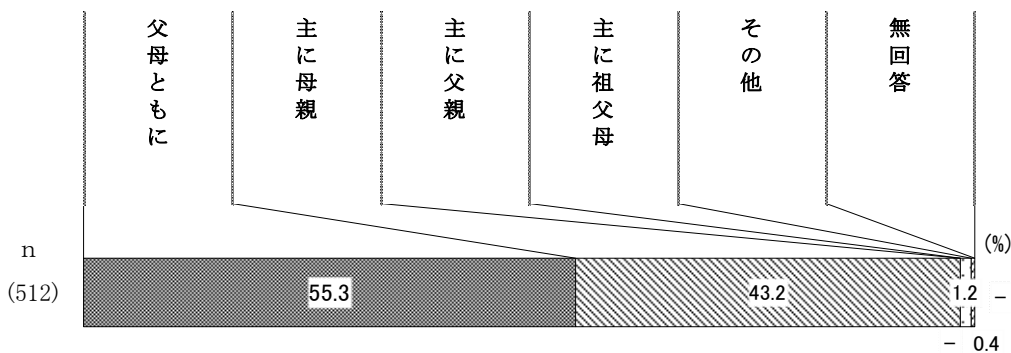 父母ともに
主に母親
主に父親
主に祖父母
その他
無回答
n
(%)
(512)
55.3
43.2
1.2
－
－
0.4